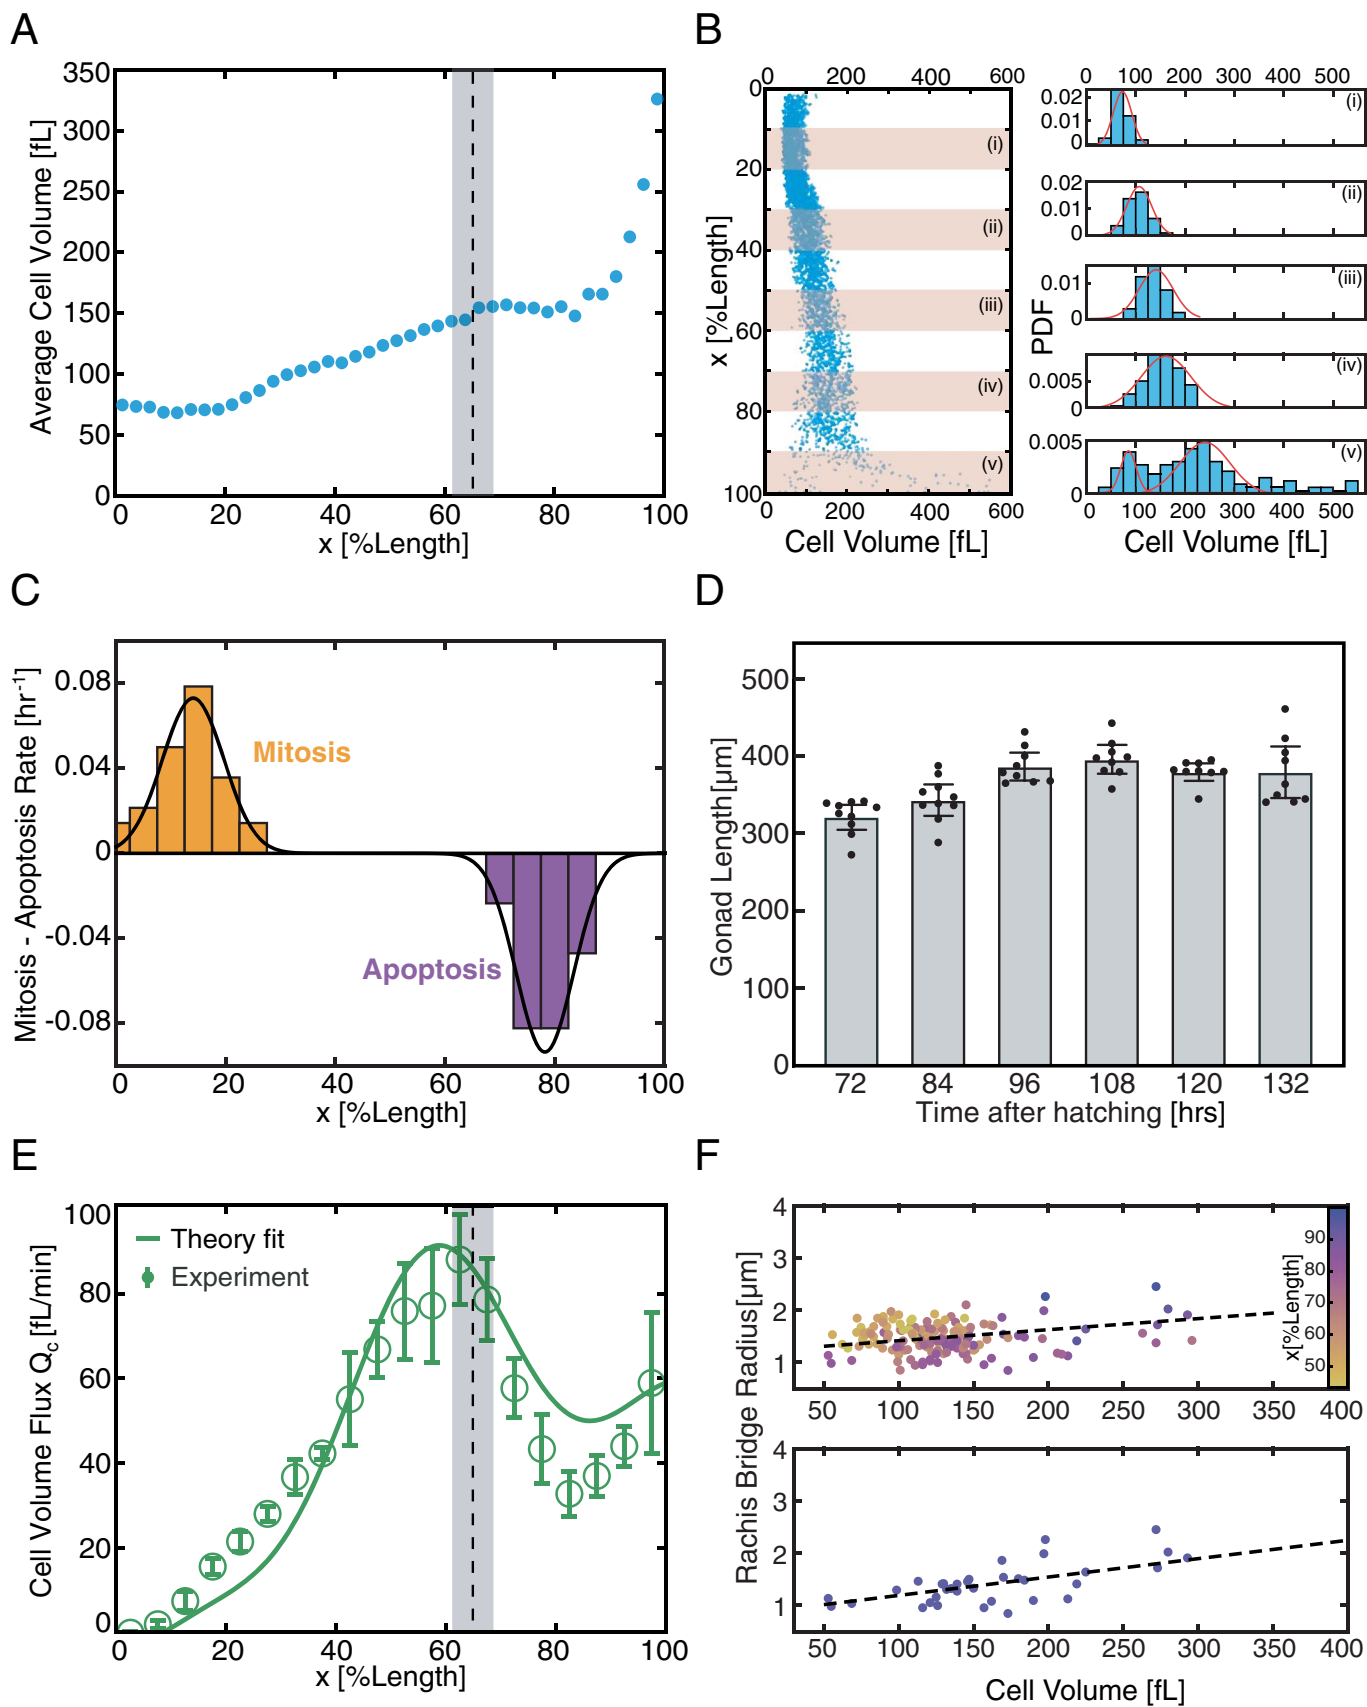 A
350
300
250
200
150
100
50
0
Average Cell Volume [fL]
0 20 40 60 80 100
x [%Length]
B
0 200 400 600
0
20
40
60
80
100
x [%Length]
(i)
(ii)
(iii)
(iv)
(v)
0 200 400 600
Cell Volume [fL]
0 100 200 300 400 500
0.02
0.01
0
(i)
0.02
0.01
0
(ii)
0.01
0
(iii)
PDF
0.005
0
(iv)
0.005
0
(v)
0 100 200 300 400 500
Cell Volume [fL]
C
0.08
0.04
0
-0.04
-0.08
Mitosis - Apoptosis Rate [hr-1]
Mitosis
Apoptosis
0 20 40 60 80 100
x [%Length]
D
500
400
300
200
100
0
Gonad Length[µm]
72 84 96 108 120 132
Time after hatching [hrs]
E
100
80
60
40
20
0
Cell Volume Flux Qc [fL/min]
Theory fit
Experiment
0 20 40 60 80 100
x [%Length]
F
4
3
2
1
Rachis Bridge Radius[µm]
90
80
70
60
50
x[%Length]
50 100 150 200 250 300 350 400
4
3
2
1
50 100 150 200 250 300 350 400
Cell Volume [fL]